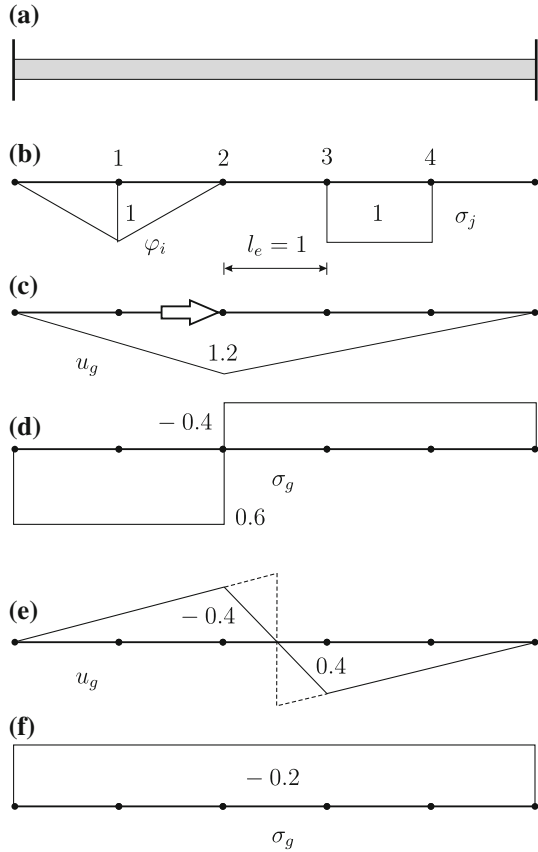 (a)
(b)
1 2 3 4
1
1
φ_i
σ_j
l_e = 1
(c)
u_g
1.2
(d)
− 0.4
σ_g
0.6
(e)
− 0.4
u_g
0.4
(f)
− 0.2
σ_g